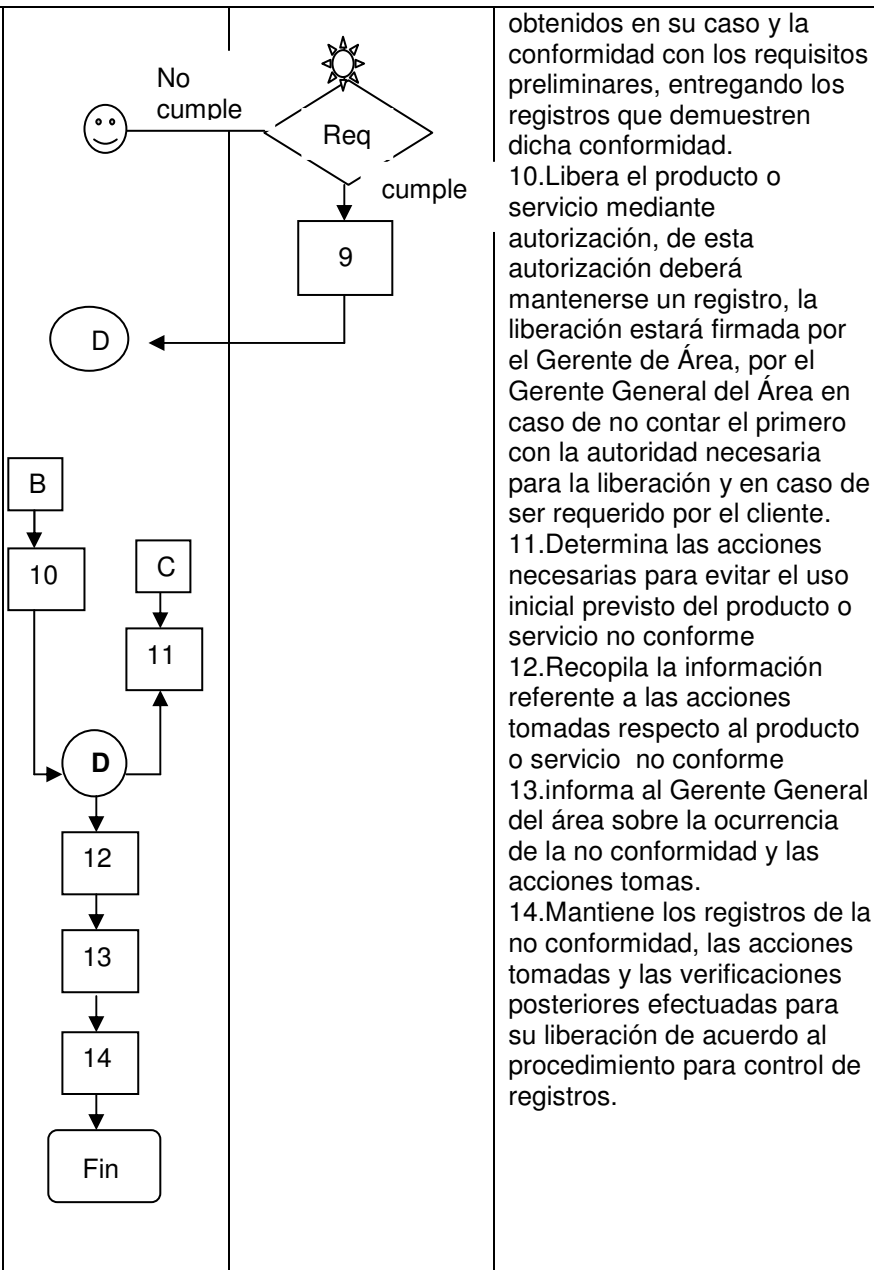 No
cumple
Req
cumple
9
D
B
10
C
11
D
12
13
14
Fin
obtenidos en su caso y la
conformidad con los requisitos
preliminares, entregando los
registros que demuestren
dicha conformidad.
10.Libera el producto o
servicio mediante
autorización, de esta
autorización deberá
mantenerse un registro, la
liberación estará firmada por
el Gerente de Área, por el
Gerente General del Área en
caso de no contar el primero
con la autoridad necesaria
para la liberación y en caso de
ser requerido por el cliente.
11.Determina las acciones
necesarias para evitar el uso
inicial previsto del producto o
servicio no conforme
12.Recopila la información
referente a las acciones
tomadas respecto al producto
o servicio  no conforme
13.informa al Gerente General
del área sobre la ocurrencia
de la no conformidad y las
acciones tomas.
14.Mantiene los registros de la
no conformidad, las acciones
tomadas y las verificaciones
posteriores efectuadas para
su liberación de acuerdo al
procedimiento para control de
registros.